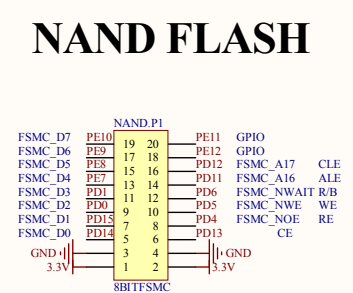 NAND FLASH
NAND.P1
FSMC_D7 PE10 19 20 PE11 GPIO
FSMC_D6 PE9 17 18 PE12 GPIO
FSMC_D5 PE8 15 16 PD12 FSMC_A17 CLE
FSMC_D4 PE7 13 14 PD11 FSMC_A16 ALE
FSMC_D3 PD1 11 12 PD6 FSMC_NWAIT R/B
FSMC_D2 PD0 9 10 PD5 FSMC_NWE WE
FSMC_D1 PD15 7 8 PD4 FSMC_NOE RE
FSMC_D0 PD14 5 6 PD13 CE
GND 3 4 GND
3.3V 1 2 3.3V
8BITFSMC